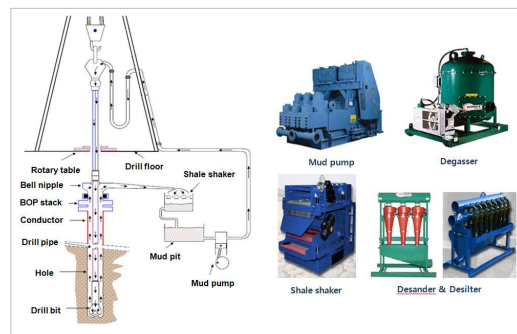 Rotary table
Drill floor
Bell nipple
BOP stack
Conductor
Drill pipe
Hole
Drill bit
Shale shaker
Mud pit
Mud pump
Mud pump
Degasser
Shale shaker
Desander & Desilter